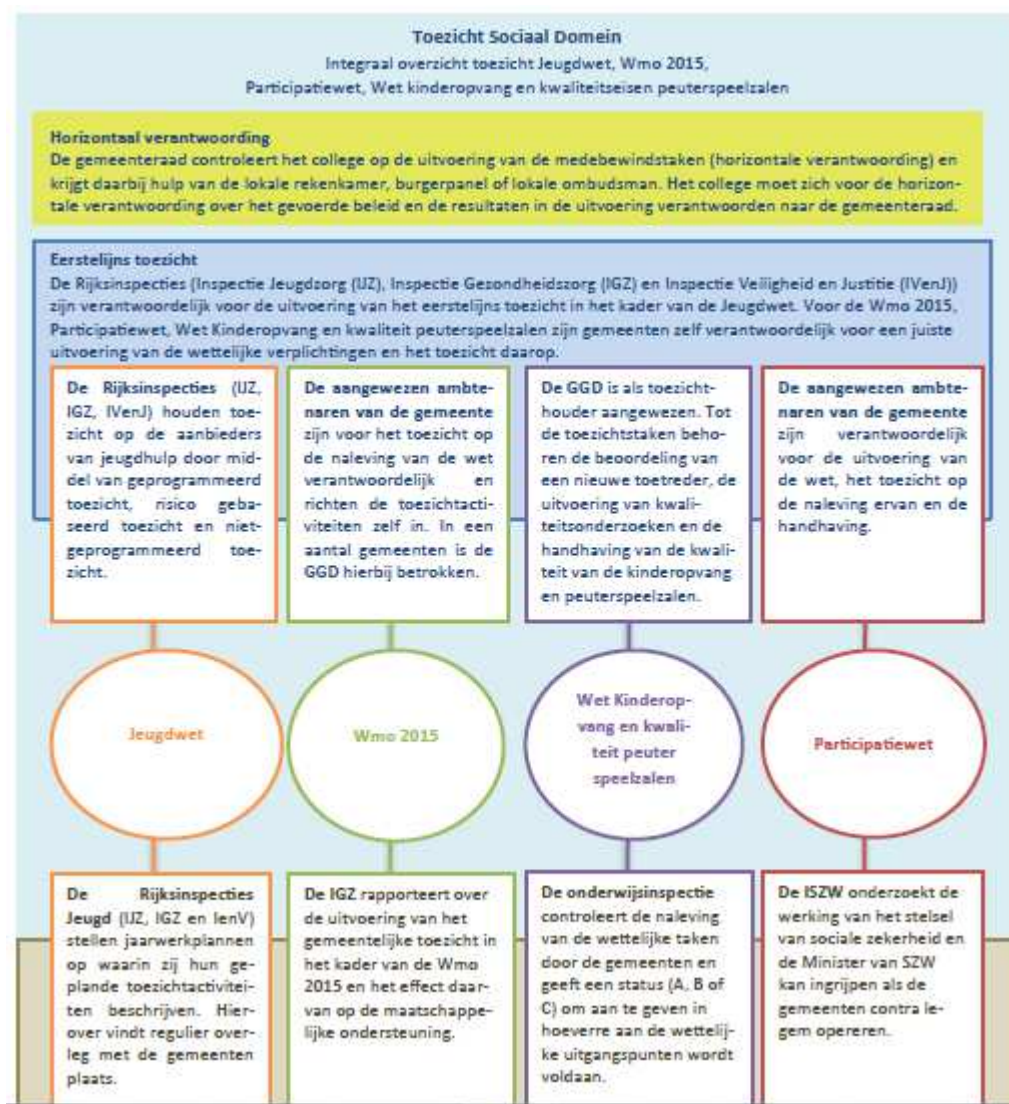 Toezicht Sociaal Domein
Integraal overzicht toezicht Jeugdwet, Wmo 2015,
Participatiewet, Wet kinderopvang en kwaliteitseisen peuterspeelzalen
Horizontaal verantwoording
De gemeenteraad controleert het college op de uitvoering van de medebewindstaken (horizontale verantwoording) en
krijgt daarbij hulp van de lokale rekenkamer, burgerpanel of lokale ombudsman. Het college moet zich voor de horizon-
tale verantwoording over het gevoerde beleid en de resultaten in de uitvoering verantwoorden naar de gemeenteraad.
Eerstelijns toezicht
De Rijksinspecties (Inspectie Jeugdzorg (IJZ), Inspectie Gezondheidszorg (IGZ) en Inspectie Veiligheid en Justitie (IVenJ))
zijn verantwoordelijk voor de uitvoering van het eerstelijns toezicht in het kader van de Jeugdwet. Voor de Wmo 2015,
Participatiewet, Wet Kinderopvang en kwaliteit peuterspeelzalen zijn gemeenten zelf verantwoordelijk voor een juiste
uitvoering van de wettelijke verplichtingen en het toezicht daarop.
De Rijksinspecties (IJZ,
IGZ, IVenJ) houden toe-
zicht op de aanbieders
van jeugdhulp door mid-
del van geprogrammeerd
toezicht, risico geba-
seerd toezicht en niet-
geprogrammeerd toe-
zicht.
De aangewezen ambte-
naren van de gemeente
zijn voor het toezicht op
de naleving van de wet
verantwoordelijk en
richten de toezichtacti-
viteiten zelf in. In een
aantal gemeenten is de
GGD hierbij betrokken.
De GGD is als toezicht-
houder aangewezen. Tot
de toezichtstaken beho-
ren de beoordeling van
een nieuwe toetreder, de
uitvoering van kwali-
teitsonderzoeken en de
handhaving van de kwali-
teit van de kinderopvang
en peuterspeelzalen.
De aangewezen ambte-
naren van de gemeente
zijn verantwoordelijk
voor de uitvoering van
de wet, het toezicht op
de naleving ervan en de
handhaving.
Jeugdwet
Wmo 2015
Wet Kinderop-
vang en kwali-
teit peuter
speelzalen
Participatiewet
De Rijksinspecties
Jeugd (IJZ, IGZ en IenV)
stellen jaarwerkplannen
op waarin zij hun ge-
plande toezichtactivitei-
ten beschrijven. Hier-
over vindt regulier over-
leg met de gemeenten
plaats.
De IGZ rapporteert over
de uitvoering van het
gemeentelijke toezicht in
het kader van de Wmo
2015 en het effect daar-
van op de maatschappe-
lijke ondersteuning.
De onderwijsinspectie
controleert de naleving
van de wettelijke taken
door de gemeenten en
geeft een status (A, B of
C) om aan te geven in
hoeverre aan de wettelij-
ke uitgangspunten wordt
voldaan.
De ISZW onderzoekt de
werking van het stelsel
van sociale zekerheid en
de Minister van SZW
kan ingrijpen als de
gemeenten contra le-
gem opereren.